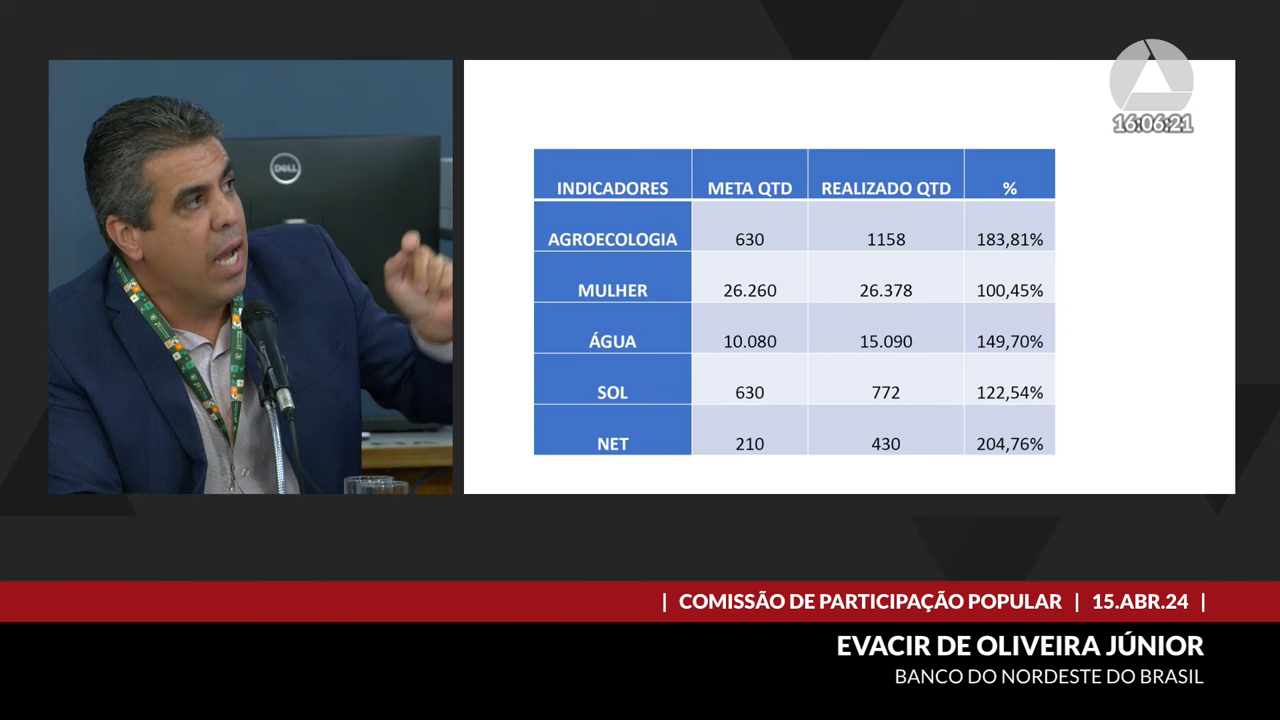 DELL
16:06:21
INDICADORES META QTD REALIZADO QTD %
AGROECOLOGIA 630 1158 183,81%
MULHER 26.260 26.378 100,45%
ÁGUA 10.080 15.090 149,70%
SOL 630 772 122,54%
NET 210 430 204,76%
| COMISSÃO DE PARTICIPAÇÃO POPULAR | 15.ABR.24 |
EVACIR DE OLIVEIRA JÚNIOR
BANCO DO NORDESTE DO BRASIL